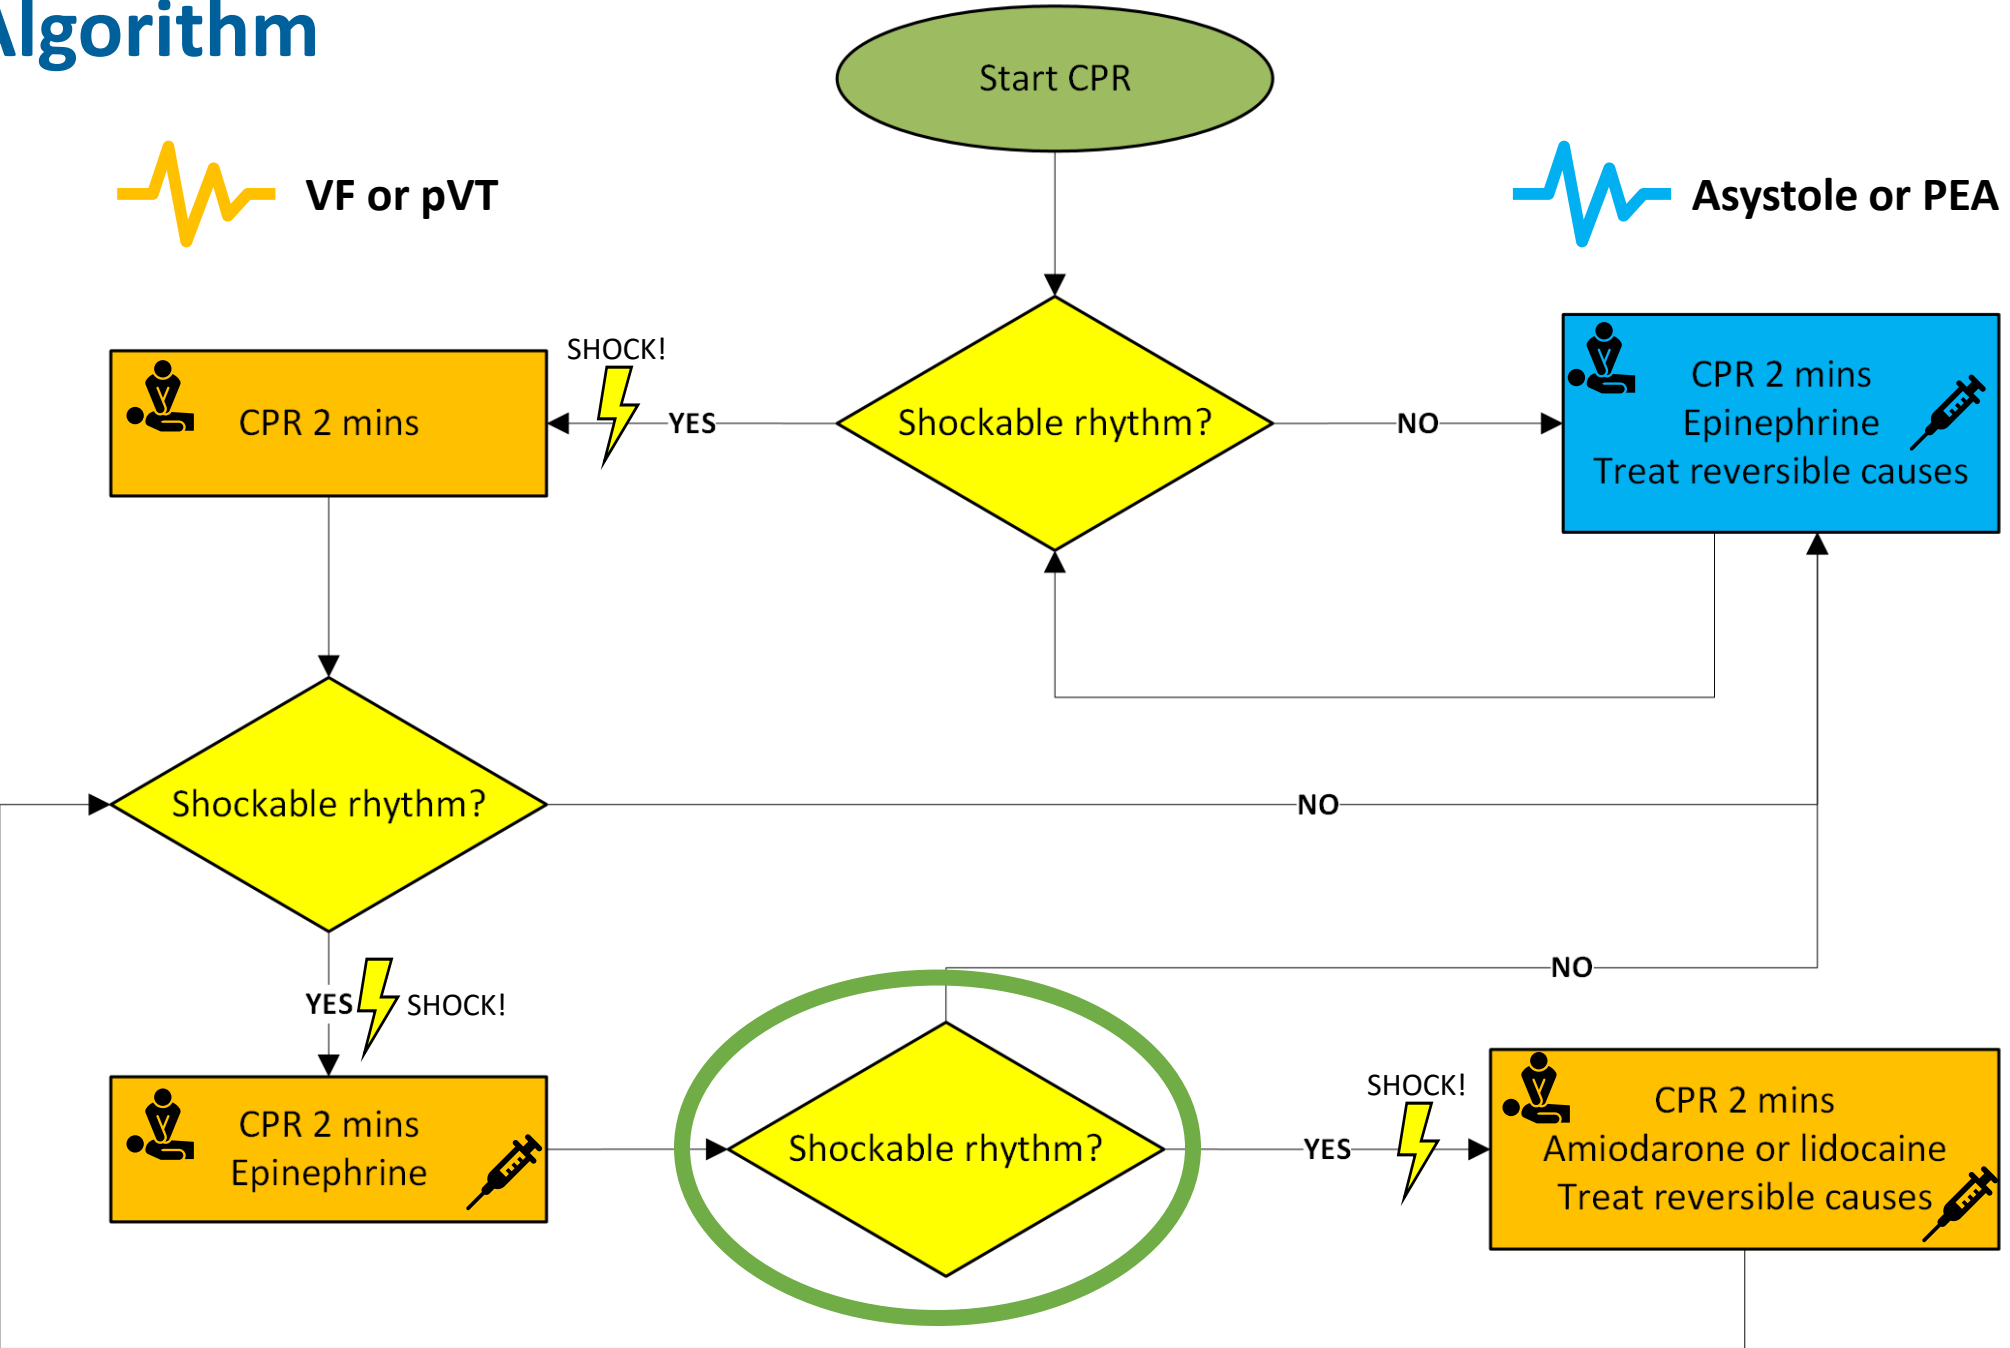 Algorithm
Start CPR
VF or pVT
Asystole or PEA
SHOCK!
CPR 2 mins
YES
Shockable rhythm?
NO
CPR 2 mins
Epinephrine
Treat reversible causes
Shockable rhythm?
NO
YES
SHOCK!
NO
CPR 2 mins
Epinephrine
Shockable rhythm?
YES
SHOCK!
CPR 2 mins
Amiodarone or lidocaine
Treat reversible causes